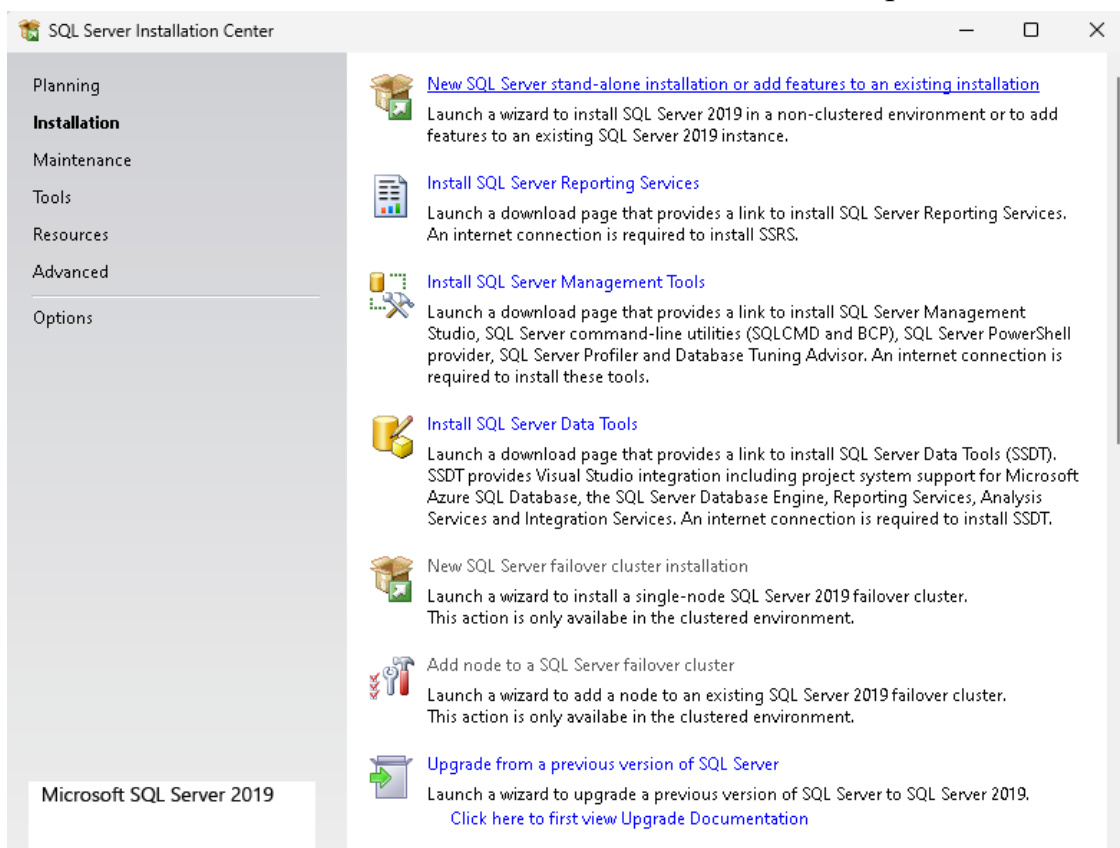 SQL Server Installation Center
Planning
Installation
Maintenance
Tools
Resources
Advanced
Options
Microsoft SQL Server 2019
New SQL Server stand-alone installation or add features to an existing installation
Launch a wizard to install SQL Server 2019 in a non-clustered environment or to add
features to an existing SQL Server 2019 instance.
Install SQL Server Reporting Services
Launch a download page that provides a link to install SQL Server Reporting Services.
An internet connection is required to install SSRS.
Install SQL Server Management Tools
Launch a download page that provides a link to install SQL Server Management
Studio, SQL Server command-line utilities (SQLCMD and BCP), SQL Server PowerShell
provider, SQL Server Profiler and Database Tuning Advisor. An internet connection is
required to install these tools.
Install SQL Server Data Tools
Launch a download page that provides a link to install SQL Server Data Tools (SSDT).
SSDT provides Visual Studio integration including project system support for Microsoft
Azure SQL Database, the SQL Server Database Engine, Reporting Services, Analysis
Services and Integration Services. An internet connection is required to install SSDT.
New SQL Server failover cluster installation
Launch a wizard to install a single-node SQL Server 2019 failover cluster.
This action is only availabe in the clustered environment.
Add node to a SQL Server failover cluster
Launch a wizard to add a node to an existing SQL Server 2019 failover cluster.
This action is only availabe in the clustered environment.
Upgrade from a previous version of SQL Server
Launch a wizard to upgrade a previous version of SQL Server to SQL Server 2019.
Click here to first view Upgrade Documentation